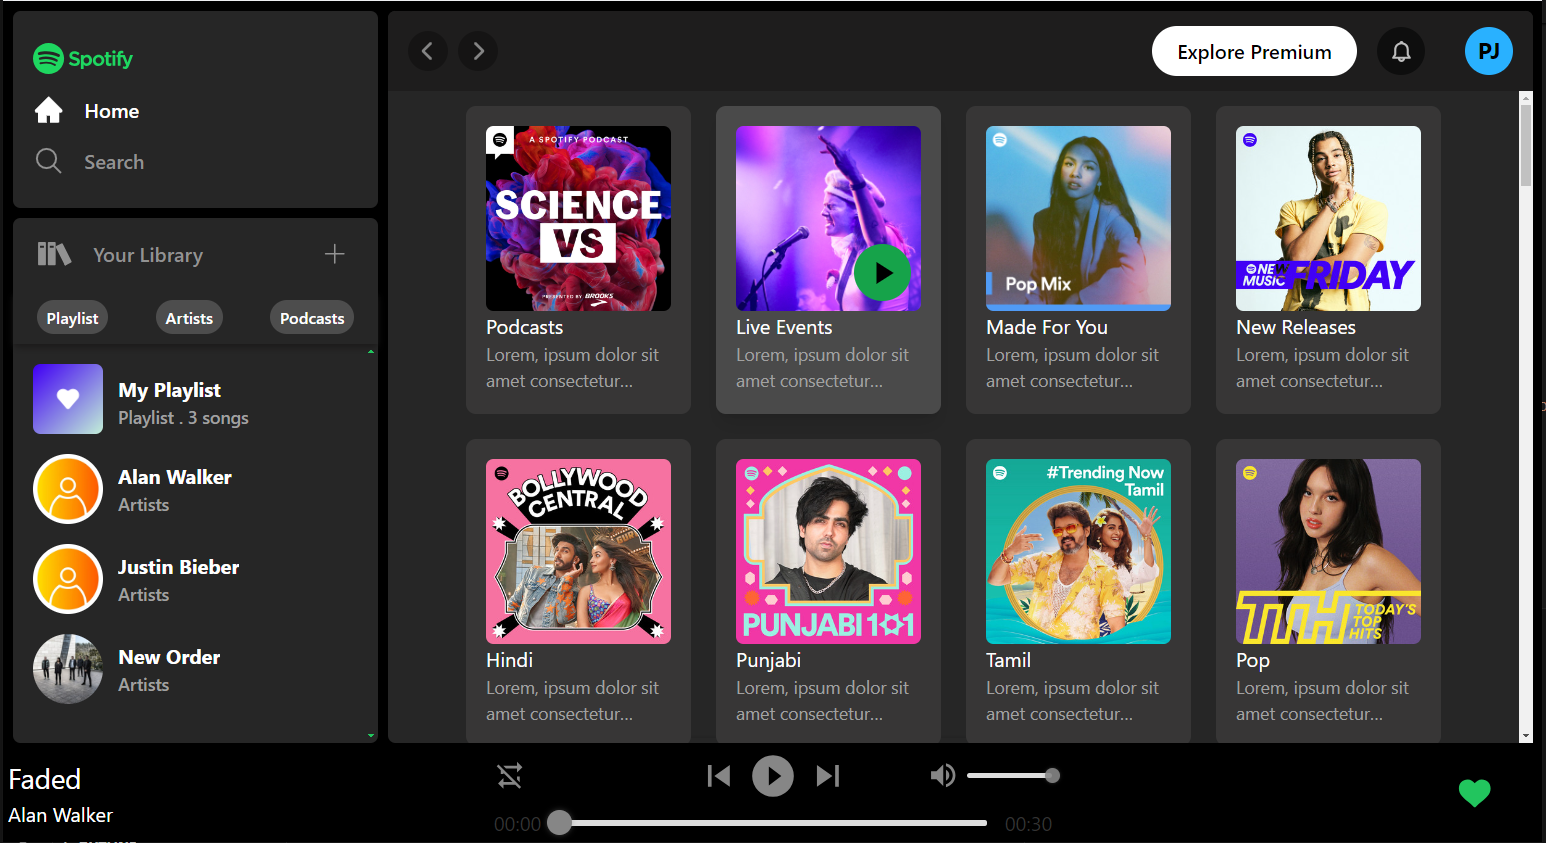 Spotify
Home
Search
Your Library
Playlist
Artists
Podcasts
My Playlist
Playlist . 3 songs
Alan Walker
Artists
Justin Bieber
Artists
New Order
Artists
Explore Premium
PJ
A SPOTIFY PODCAST
SCIENCE
VS
PRESENTED BY BROOKS
Podcasts
Lorem, ipsum dolor sit
amet consectetur...
Live Events
Lorem, ipsum dolor sit
amet consectetur...
Pop Mix
Made For You
Lorem, ipsum dolor sit
amet consectetur...
NEW
MUSIC
FRIDAY
New Releases
Lorem, ipsum dolor sit
amet consectetur...
BOLLYWOOD
CENTRAL
Hindi
Lorem, ipsum dolor sit
amet consectetur...
PUNJABI 101
Punjabi
Lorem, ipsum dolor sit
amet consectetur...
#Trending Now
Tamil
Tamil
Lorem, ipsum dolor sit
amet consectetur...
TTH
TODAY'S
TOP
HITS
Pop
Lorem, ipsum dolor sit
amet consectetur...
Faded
Alan Walker
00:00
00:30